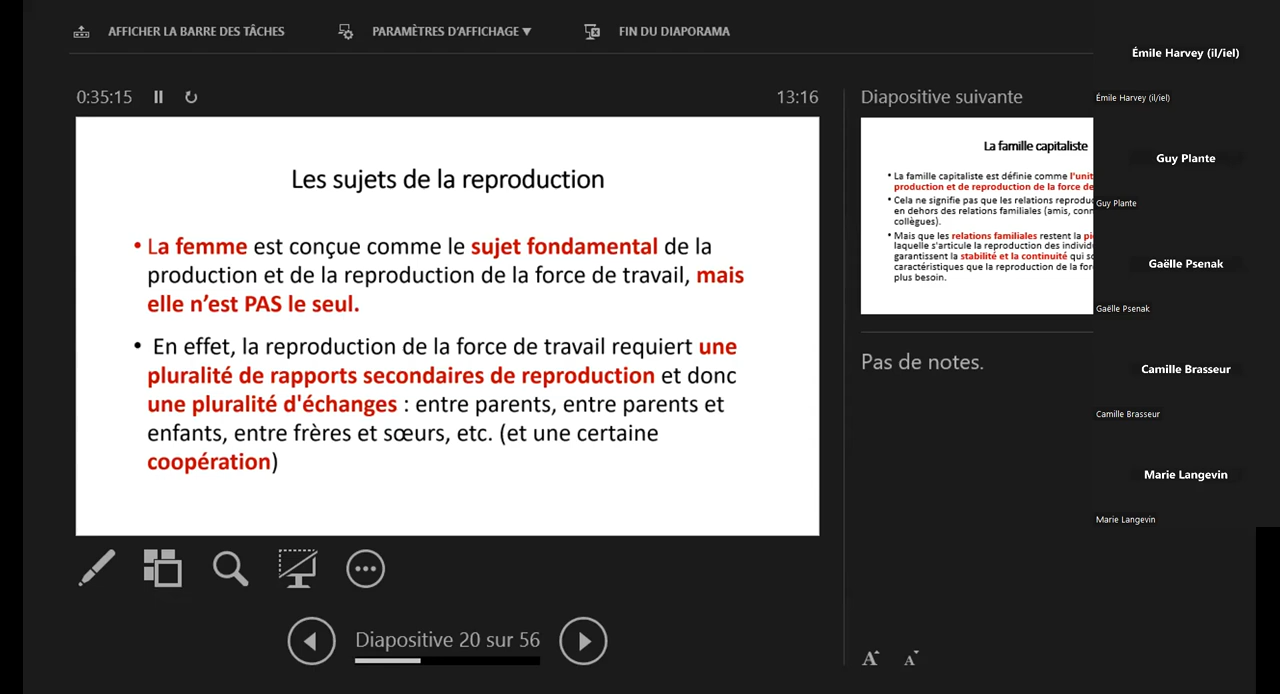 AFFICHER LA BARRE DES TÂCHES
PARAMÈTRES D'AFFICHAGE ▼
FIN DU DIAPORAMA
0:35:15
13:16
Les sujets de la reproduction
• La femme est conçue comme le sujet fondamental de la
production et de la reproduction de la force de travail, mais
elle n'est PAS le seul.
• En effet, la reproduction de la force de travail requiert une
pluralité de rapports secondaires de reproduction et donc
une pluralité d'échanges : entre parents, entre parents et
enfants, entre frères et sœurs, etc. (et une certaine
coopération)
Diapositive 20 sur 56
Diapositive suivante
La famille capitaliste
• La famille capitaliste est définie comme
production et de reproduction de la force
• Cela ne signifie pas que les relations
en dehors des relations familiales (amis,
collègues).
• Mais que les relations familiales restent la
laquelle s'articule la reproduction des
garantissent la stabilité et la continuité qui
caractéristiques que la reproduction de la
plus besoin.
Pas de notes.
A A
Émile Harvey (il/iel)
Émile Harvey (il/iel)
Guy Plante
Guy Plante
Gaëlle Psenak
Gaëlle Psenak
Camille Brasseur
Camille Brasseur
Marie Langevin
Marie Langevin